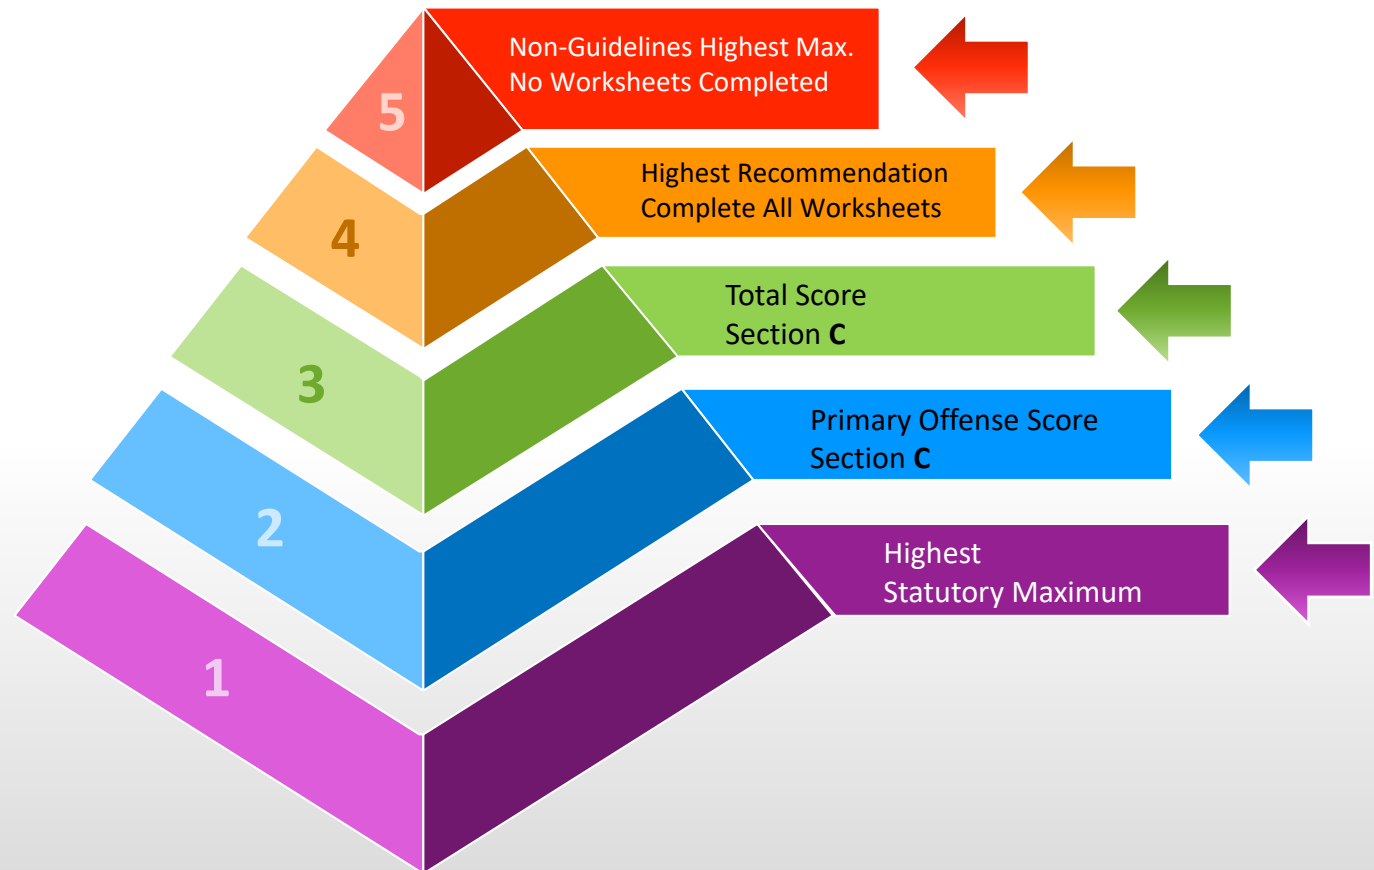 5
Non-Guidelines Highest Max.
No Worksheets Completed
4
Highest Recommendation
Complete All Worksheets
3
Total Score
Section C
2
Primary Offense Score
Section C
1
Highest
Statutory Maximum